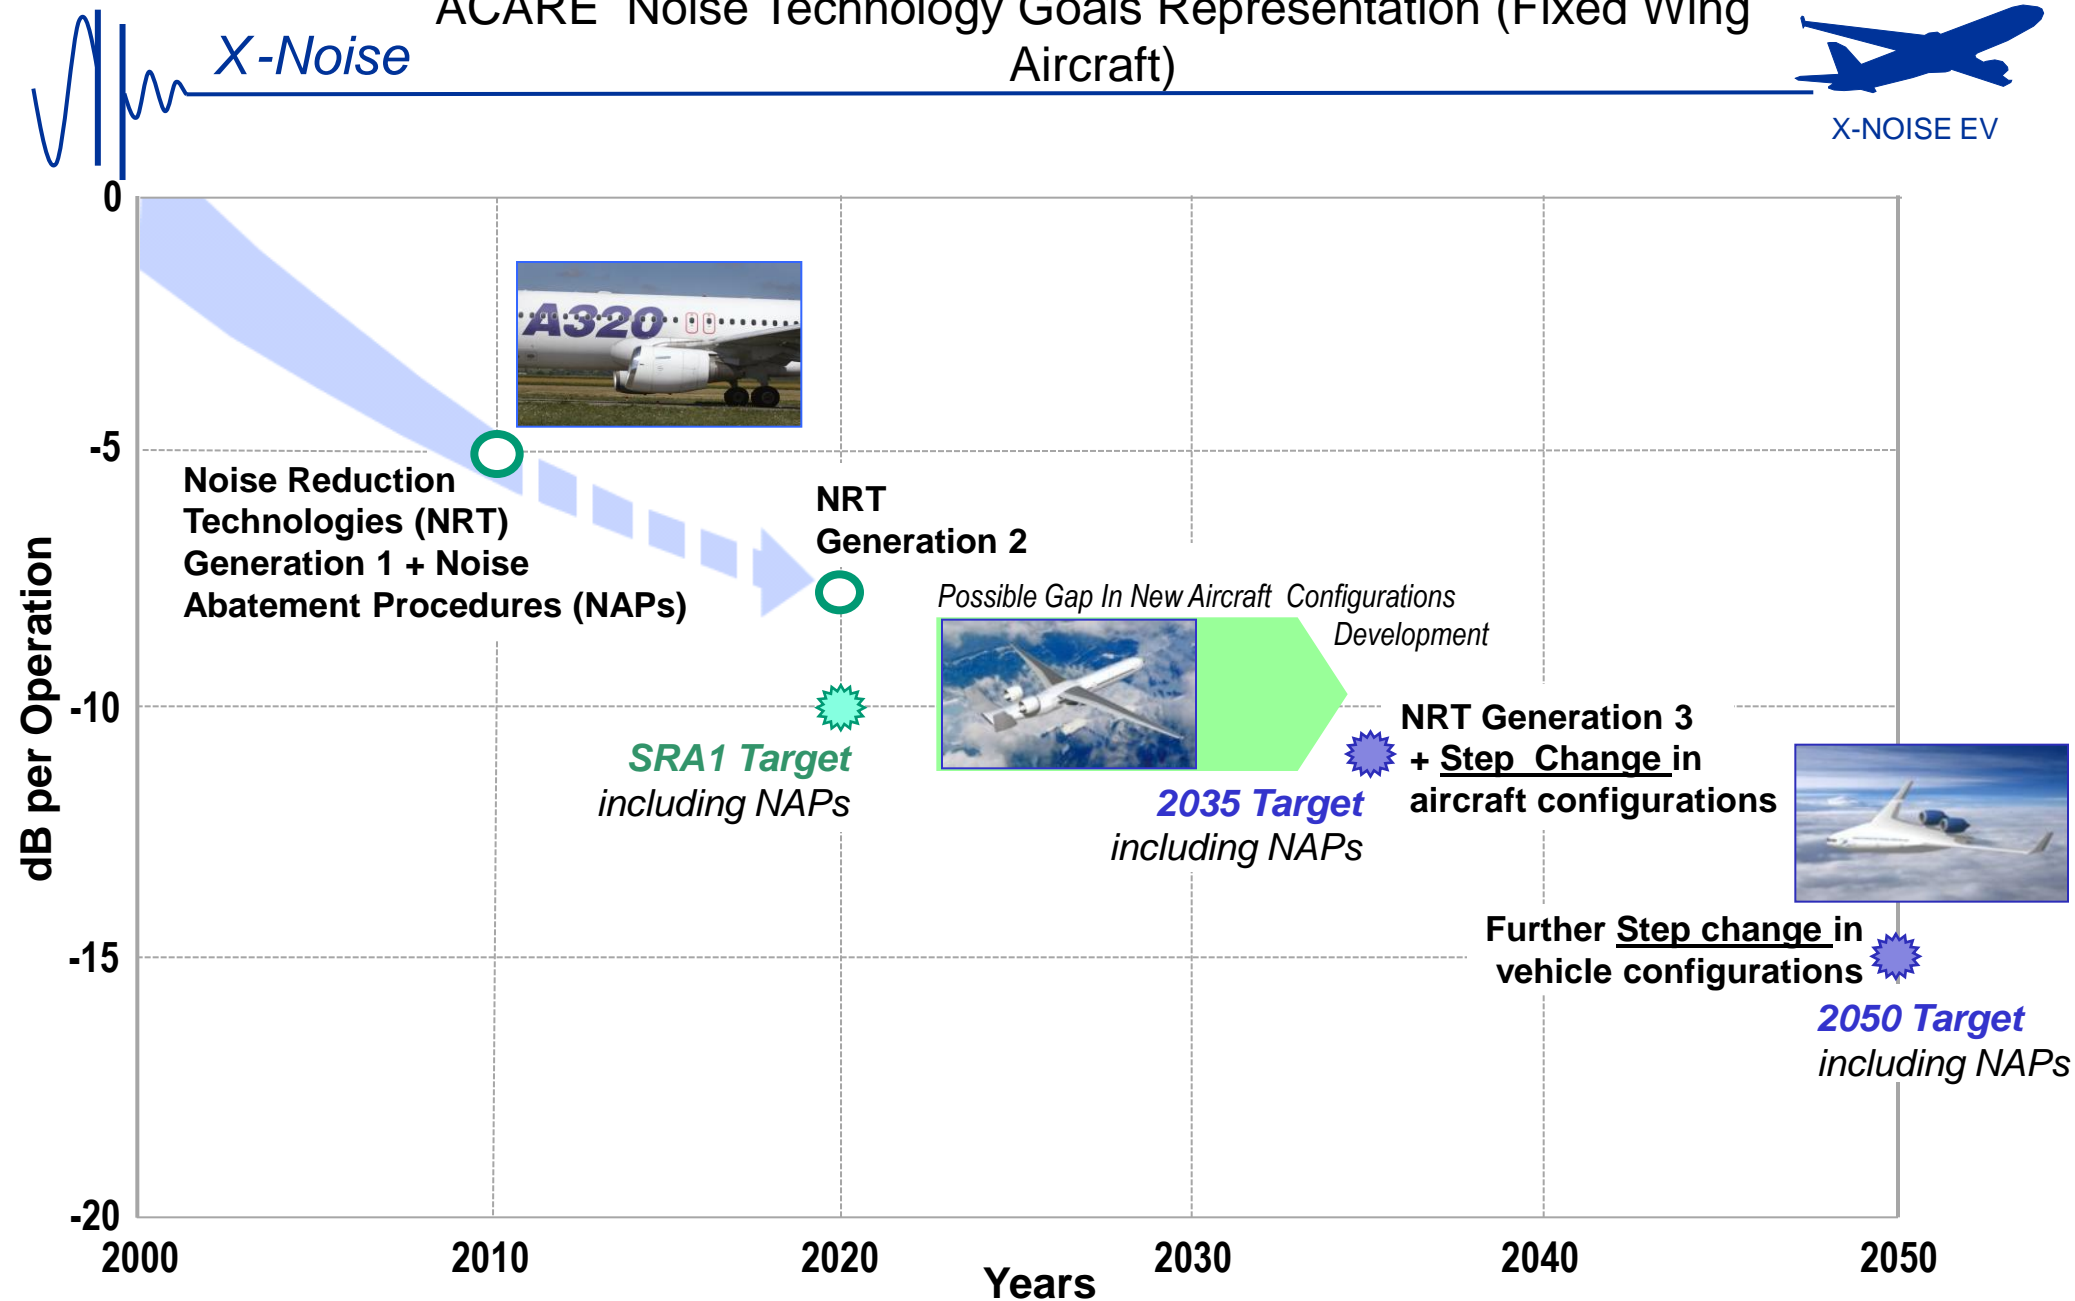 ACARE Noise Technology Goals Representation (Fixed Wing
Aircraft)
X-Noise
X-NOISE EV
0
-5
-10
-15
-20
dB per Operation
A320
Noise Reduction
Technologies (NRT)
Generation 1 + Noise
Abatement Procedures (NAPs)
NRT
Generation 2
Possible Gap In New Aircraft Configurations
Development
SRA1 Target
including NAPs
2035 Target
including NAPs
NRT Generation 3
+ Step Change in
aircraft configurations
Further Step change in
vehicle configurations
2050 Target
including NAPs
2000
2010
2020
2030
2040
2050
Years